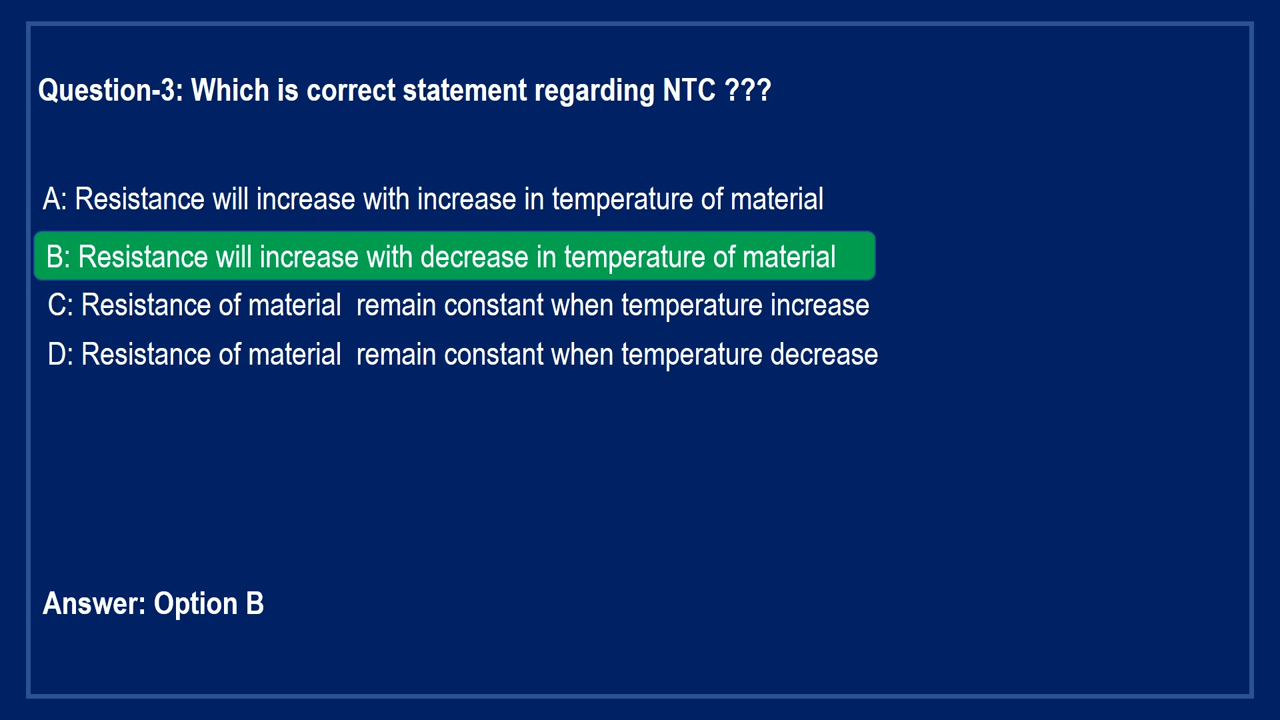 Question-3: Which is correct statement regarding NTC ???
A: Resistance will increase with increase in temperature of material
B: Resistance will increase with decrease in temperature of material
C: Resistance of material  remain constant when temperature increase
D: Resistance of material  remain constant when temperature decrease
Answer: Option B